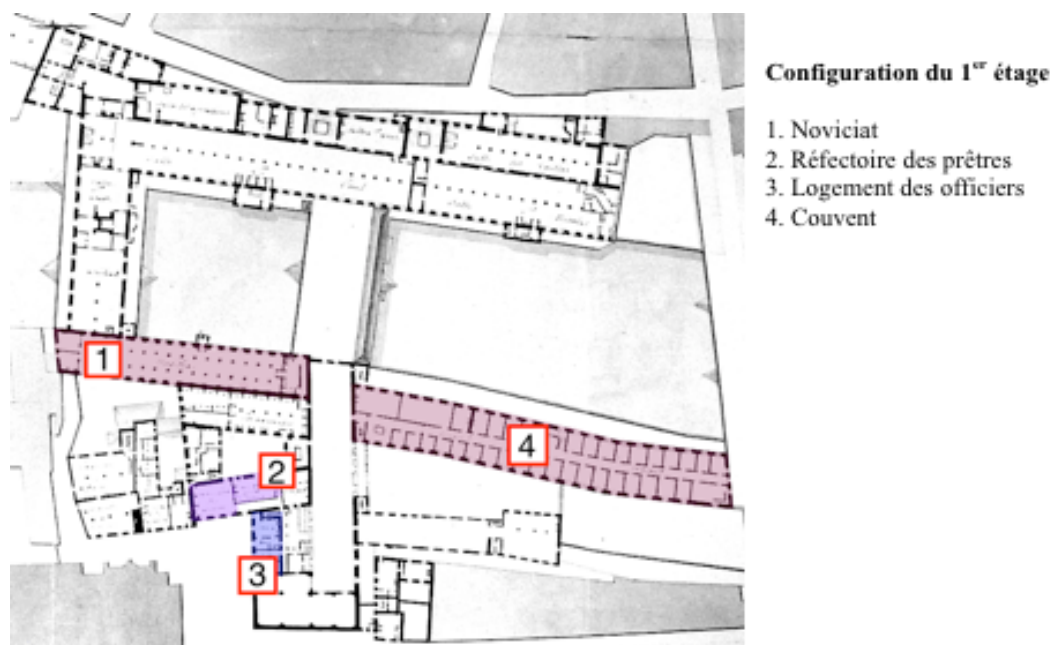 Configuration du 1er étage
1. Noviciat
2. Réfectoire des prêtres
3. Logement des officiers
4. Couvent
1
2
3
4